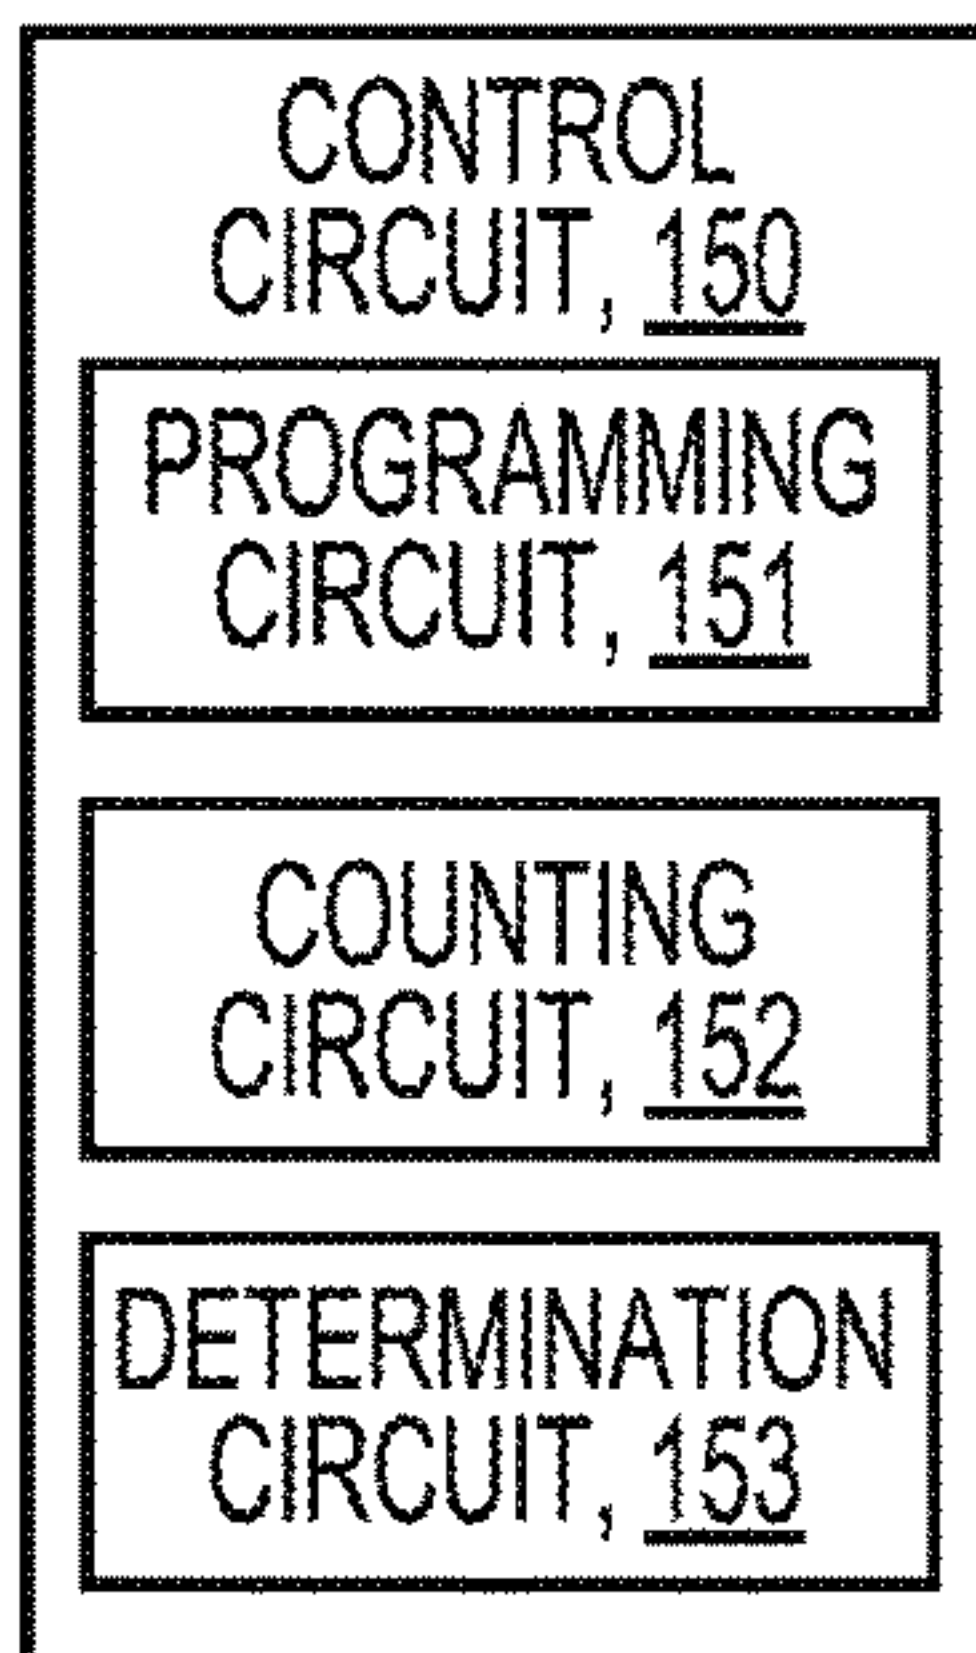 CONTROL
CIRCUIT, 150
PROGRAMMING
CIRCUIT, 151
COUNTING
CIRCUIT, 152
DETERMINATION
CIRCUIT, 153